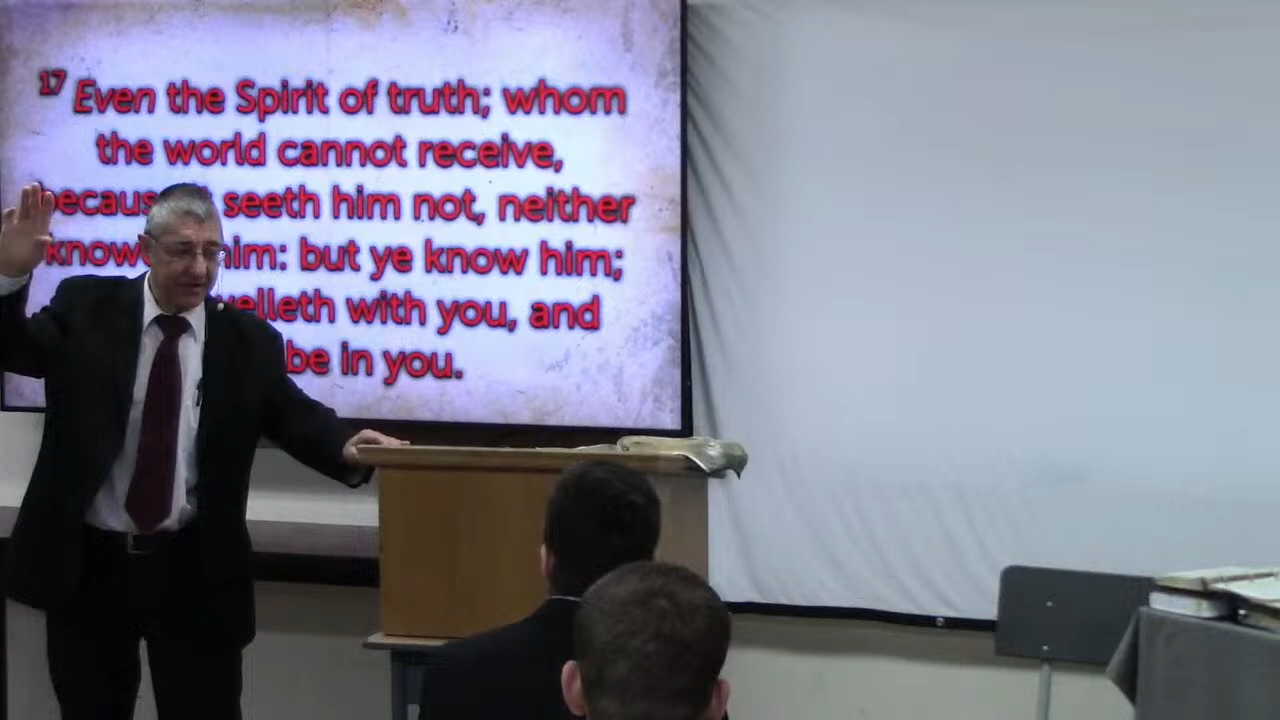 17 Even the Spirit of truth; whom
the world cannot receive,
seeth him not, neither
him: but ye know him;
with you, and
be in you.